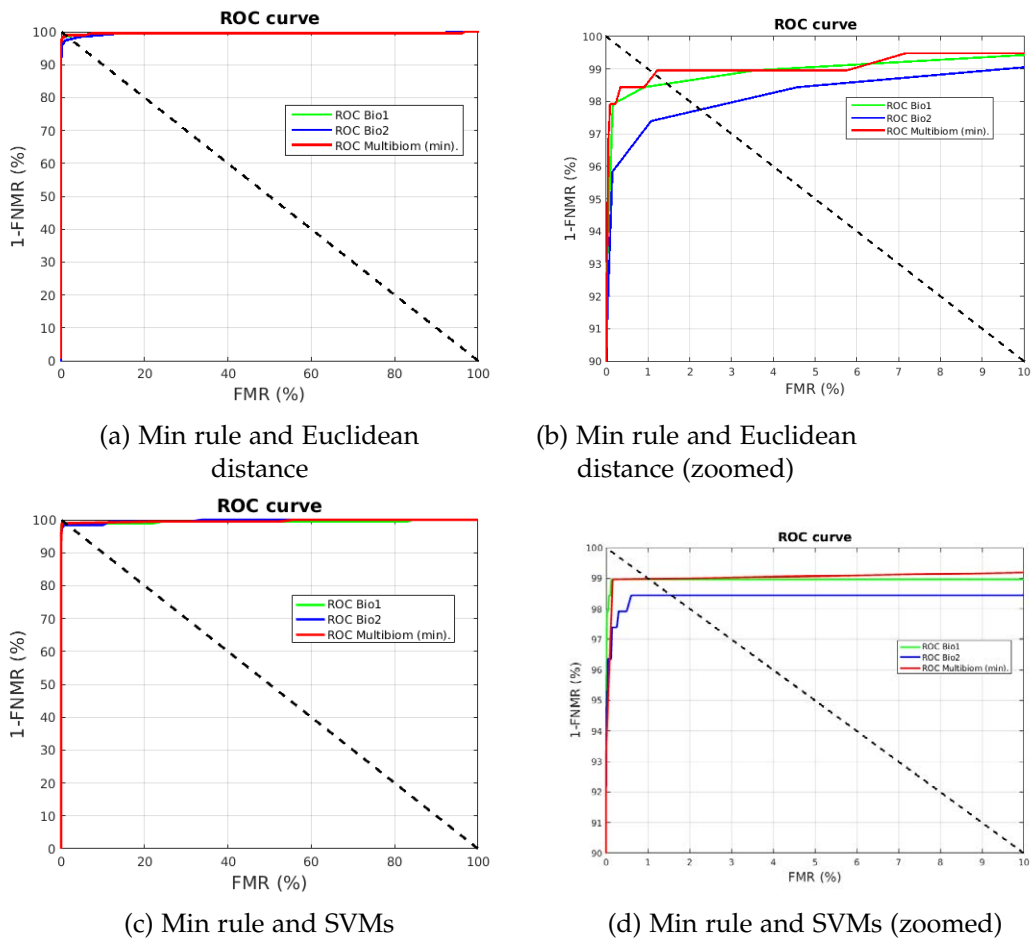 ROC curve
100
90
80
70
60
50
40
30
20
10
0
1-FNMR (%)
ROC Bio1
ROC Bio2
ROC Multibiom (min).
0 20 40 60 80 100
FMR (%)
(a) Min rule and Euclidean
distance
ROC curve
100
99
98
97
96
95
94
93
92
91
90
1-FNMR (%)
ROC Bio1
ROC Bio2
ROC Multibiom (min).
0 1 2 3 4 5 6 7 8 9 10
FMR (%)
(b) Min rule and Euclidean
distance (zoomed)
ROC curve
100
90
80
70
60
50
40
30
20
10
0
1-FNMR (%)
ROC Bio1
ROC Bio2
ROC Multibiom (min).
0 20 40 60 80 100
FMR (%)
(c) Min rule and SVMs
ROC curve
100
99
98
97
96
95
94
93
92
91
90
1-FNMR (%)
ROC Bio1
ROC Bio2
ROC Multibiom (min).
0 1 2 3 4 5 6 7 8 9 10
FMR (%)
(d) Min rule and SVMs (zoomed)